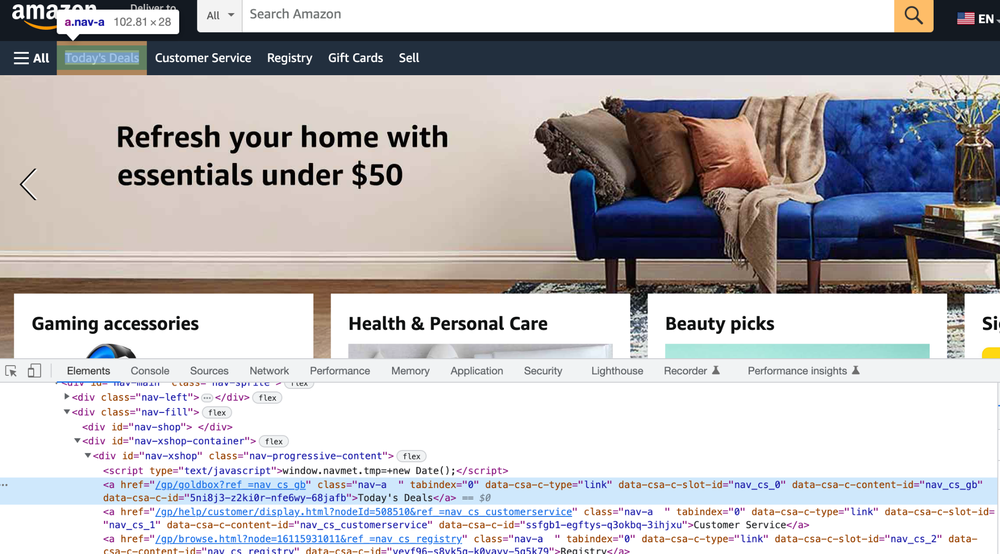 amazon
Deliver to
All
Search Amazon
EN
a.nav-a 102.81 × 28
All Today's Deals Customer Service Registry Gift Cards Sell
Refresh your home with
essentials under $50
Gaming accessories
Health & Personal Care
Beauty picks
Elements Console Sources Network Performance Memory Application Security Lighthouse Recorder Performance insights
<div id="nav-main" class="nav-sprite"> flex
<div class="nav-left"> ••• </div> flex
<div class="nav-fill"> flex
<div id="nav-shop"> </div>
<div id="nav-xshop-container"> flex
<div id="nav-xshop" class="nav-progressive-content"> flex
<script type="text/javascript">window.navmet.tmp=+new Date();</script>
<a href="/gp/goldbox?ref_=nav_cs_gb" class="nav-a  " tabindex="0" data-csa-c-type="link" data-csa-c-slot-id="nav_cs_0" data-csa-c-content-id="nav_cs_gb"
data-csa-c-id="5ni8j3-z2ki0r-nfe6wy-68jafb">Today's Deals</a> == $0
<a href="/gp/help/customer/display.html?nodeId=508510&ref_=nav_cs_customerservice" class="nav-a  " tabindex="0" data-csa-c-type="link" data-csa-c-slot-id=
"nav_cs_1" data-csa-c-content-id="nav_cs_customerservice" data-csa-c-id="ssfgb1-egftys-q3okbq-3ihjxu">Customer Service</a>
<a href="/gp/browse.html?node=16115931011&ref_=nav_cs_registry" class="nav-a  " tabindex="0" data-csa-c-type="link" data-csa-c-slot-id="nav_cs_2" data-
csa-c-content-id="nav_cs_registry" data-csa-c-id=">Registry</a>